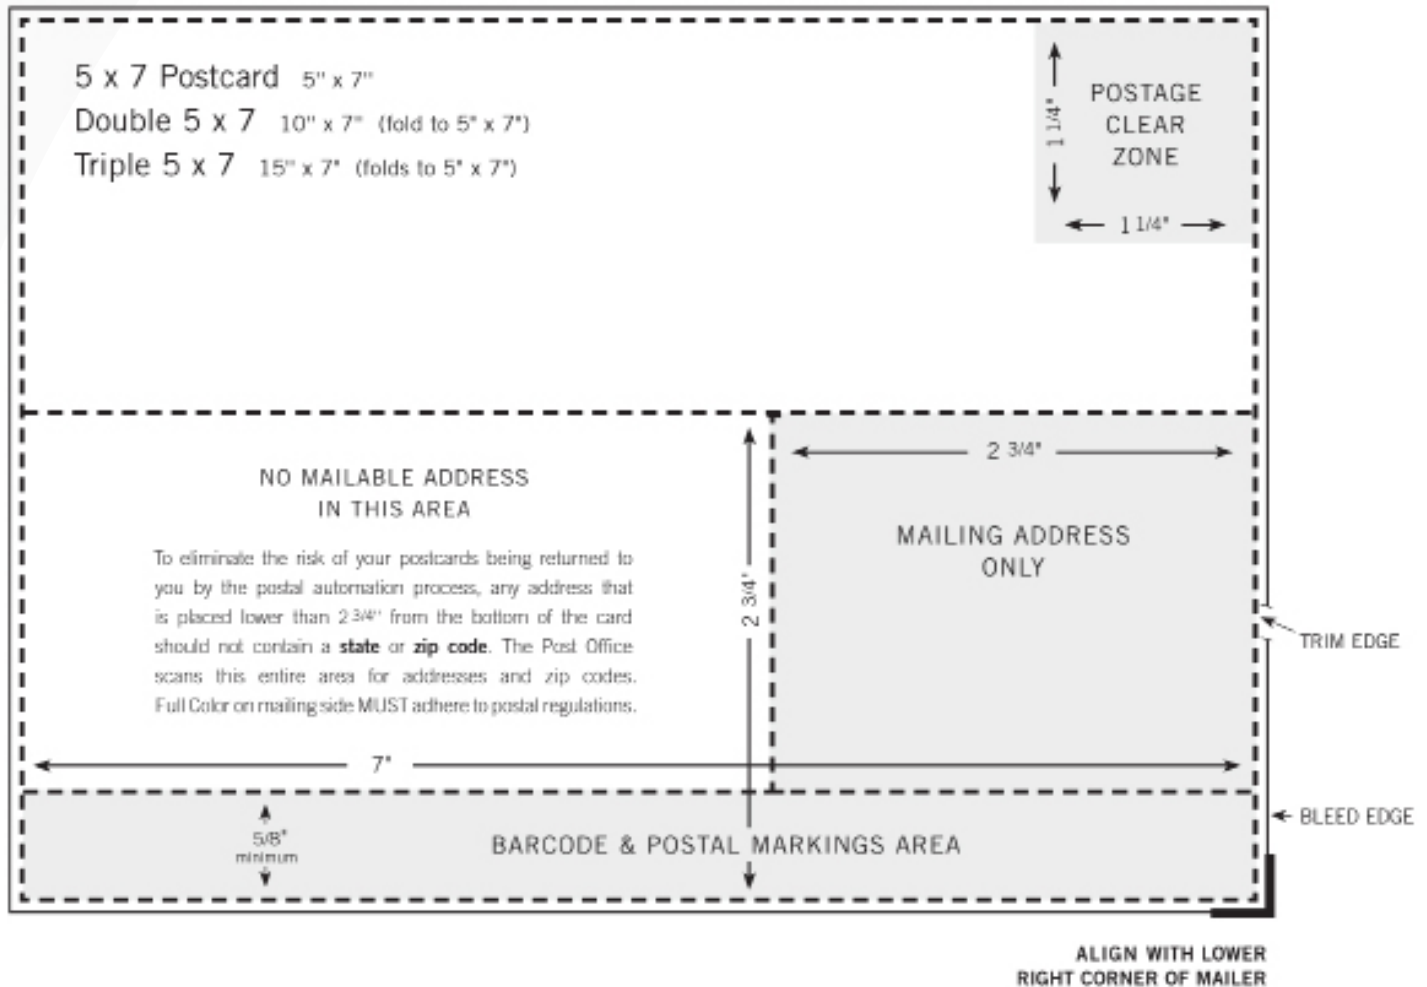 5 x 7 Postcard 5" x 7"
Double 5 x 7 10" x 7" (fold to 5" x 7")
Triple 5 x 7 15" x 7" (folds to 5" x 7")
1 1/4"
POSTAGE
CLEAR
ZONE
1 1/4"
NO MAILABLE ADDRESS
IN THIS AREA
To eliminate the risk of your postcards being returned to
you by the postal automation process, any address that
is placed lower than 2 3/4" from the bottom of the card
should not contain a state or zip code. The Post Office
scans this entire area for addresses and zip codes.
Full Color on mailing side MUST adhere to postal regulations.
2 3/4"
2 3/4"
MAILING ADDRESS
ONLY
TRIM EDGE
7"
5/8"
minimum
BARCODE & POSTAL MARKINGS AREA
BLEED EDGE
ALIGN WITH LOWER
RIGHT CORNER OF MAILER